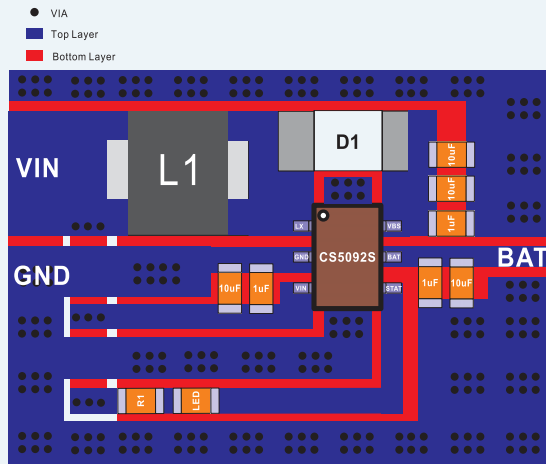 VIA
Top Layer
Bottom Layer
VIN
L1
D1
10uF
10uF
1uF
LX
VBS
GND
CS5092S
BAT
VIN
STAT
GND
BAT
10uF
1uF
1uF
10uF
R1
LED